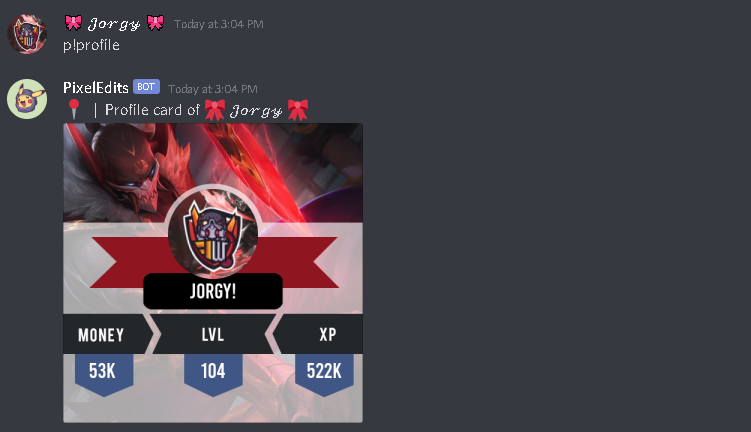 🎀 𝓙𝓸𝓻𝓰𝔂 🎀 Today at 3:04 PM
p!profile
PixelEdits BOT Today at 3:04 PM
📍 | Profile card of 🎀 𝓙𝓸𝓻𝓰𝔂 🎀
JORGY!
MONEY LVL XP
53K 104 522K